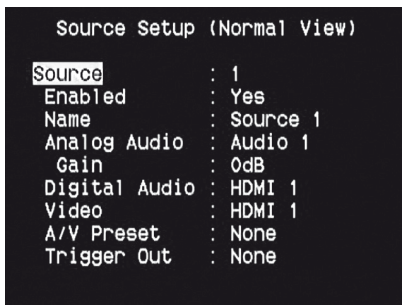 Source Setup (Normal View)
Source : 1
Enabled : Yes
Name : Source 1
Analog Audio : Audio 1
Gain : 0dB
Digital Audio : HDMI 1
Video : HDMI 1
A/V Preset : None
Trigger Out : None